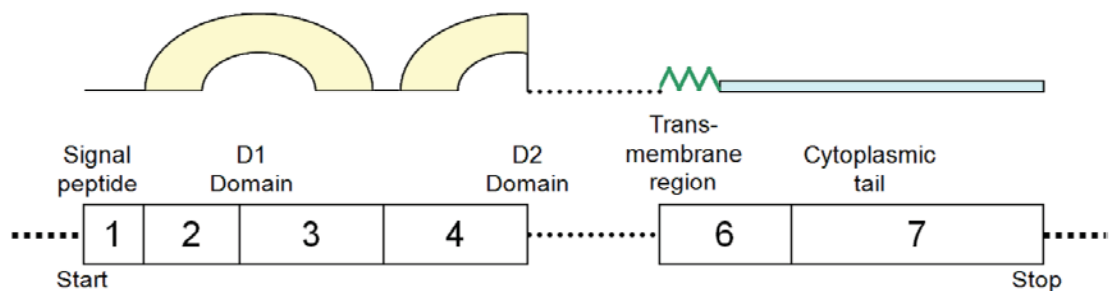 Signal
peptide
D1
Domain
D2
Domain
Trans-
membrane
region
Cytoplasmic
tail
1 2 3 4 6 7
Start Stop